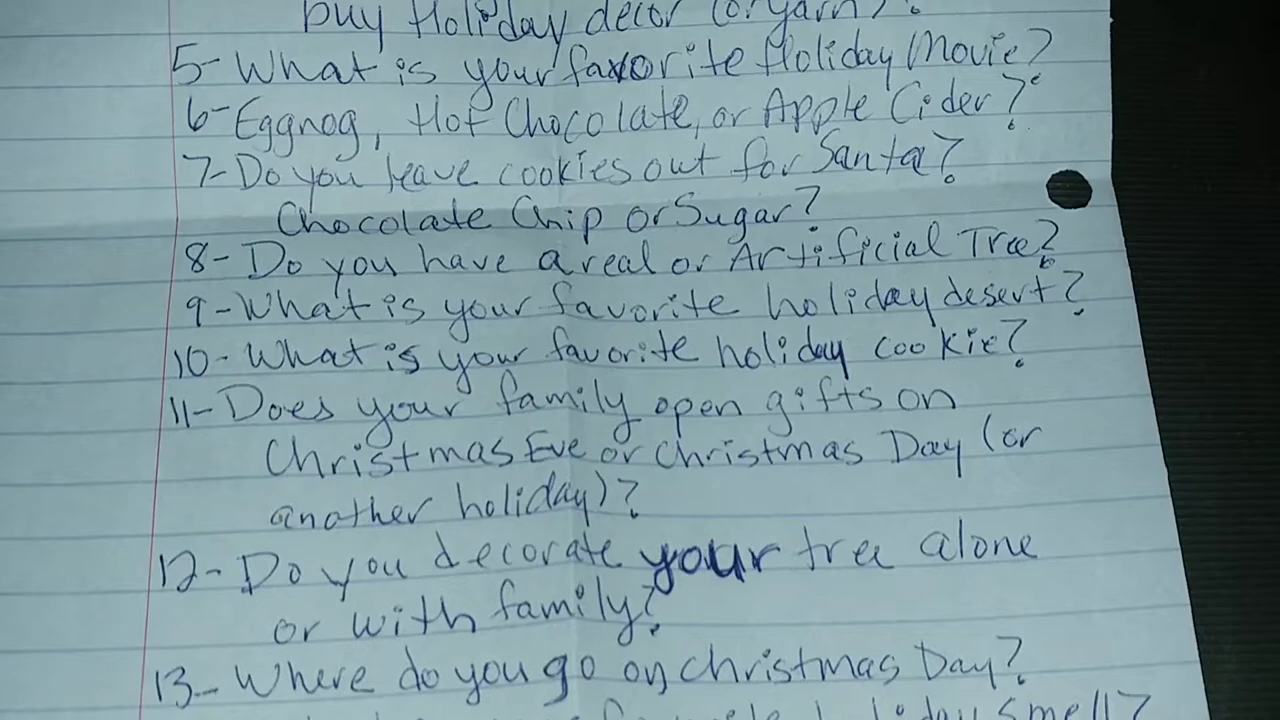 buy Holiday decor (or yarn)?
5-What is your favorite Holiday Movie?
6-Eggnog, Hot Chocolate, or Apple Cider?
7-Do you leave cookies out for Santa?
Chocolate Chip or Sugar?
8-Do you have a real or Artificial Tree?
9-What is your favorite holiday desert?
10-What is your favorite holiday cookie?
11-Does your family open gifts on
Christmas Eve or Christmas Day (or
another holiday)?
12-Do you decorate your tree alone
or with family?
13-Where do you go on Christmas Day?
smell?